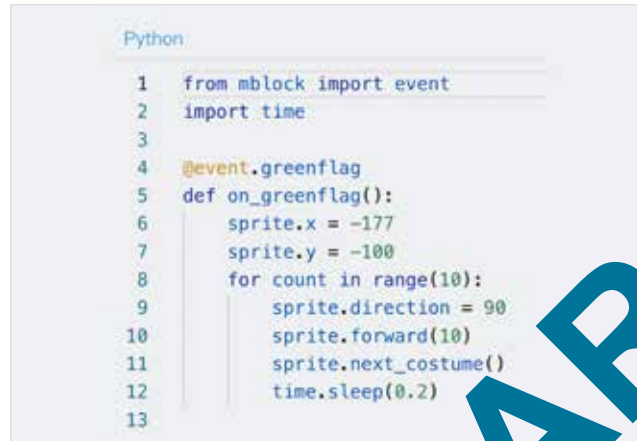 Python
1 from mblock import event
2 import time
3
4 @event.greenflag
5 def on_greenflag():
6     sprite.x = -177
7     sprite.y = -100
8     for count in range(10):
9         sprite.direction = 90
10         sprite.forward(10)
11         sprite.next_costume()
12         time.sleep(0.2)
13
AR